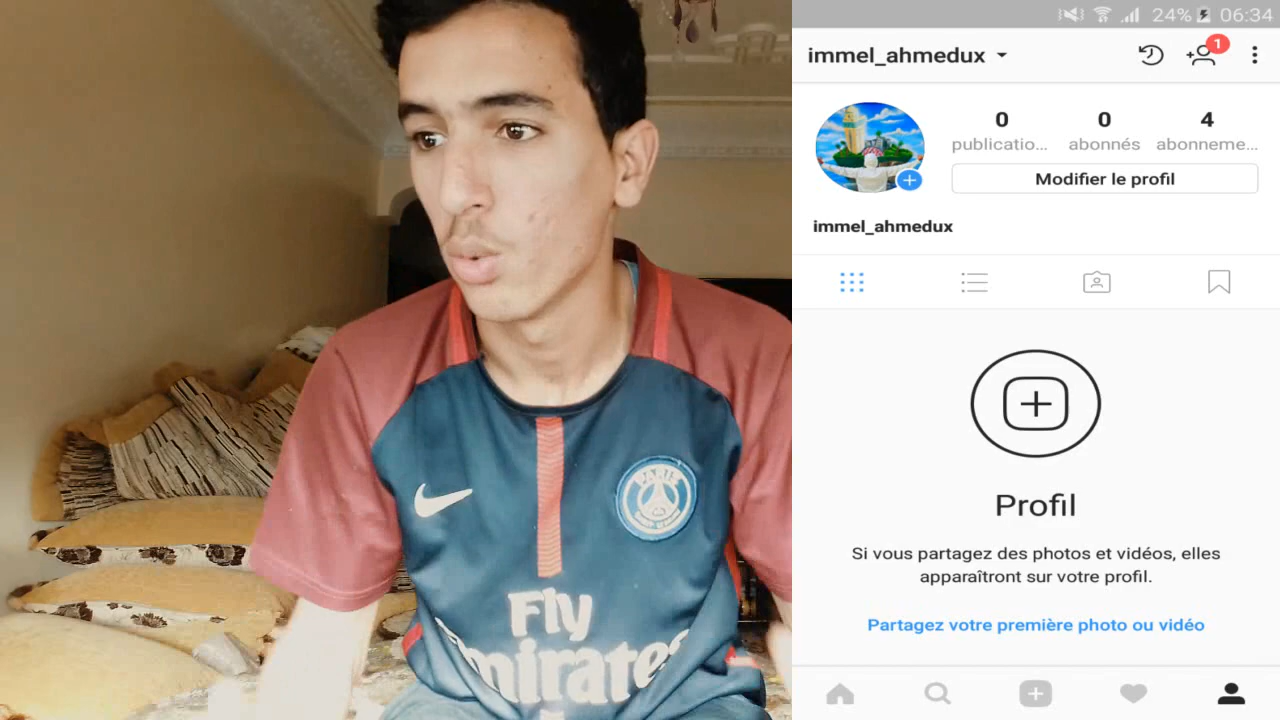 24% 06:34
immel_ahmedux
1
0 0 4
publicatio... abonnés abonneme...
Modifier le profil
immel_ahmedux
Profil
Si vous partagez des photos et vidéos, elles
apparaîtront sur votre profil.
Partagez votre première photo ou vidéo
PARIS
Fly
Emirates